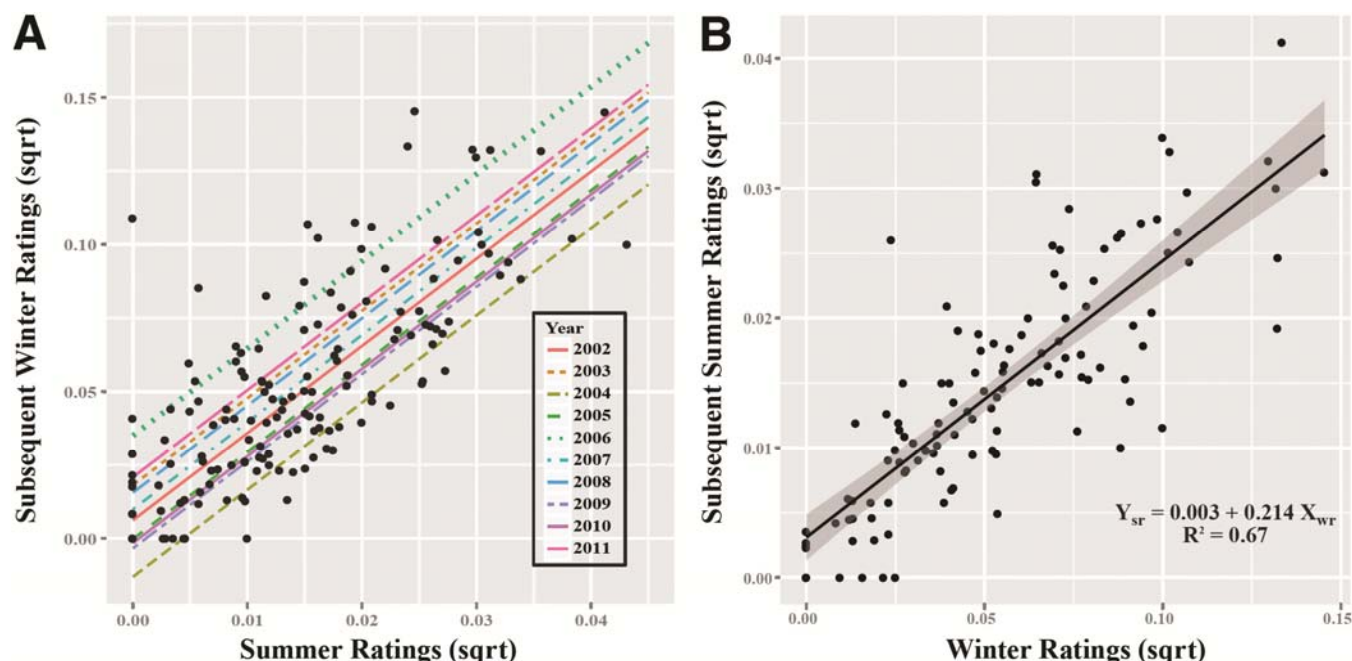 A
Subsequent Winter Ratings (sqrt)
0.15
0.10
0.05
0.00
Year
2002
2003
2004
2005
2006
2007
2008
2009
2010
2011
0.00 0.01 0.02 0.03 0.04
Summer Ratings (sqrt)
B
Subsequent Summer Ratings (sqrt)
0.04
0.03
0.02
0.01
0.00
Yₛᵣ = 0.003 + 0.214 X_wr
R² = 0.67
0.00 0.05 0.10 0.15
Winter Ratings (sqrt)